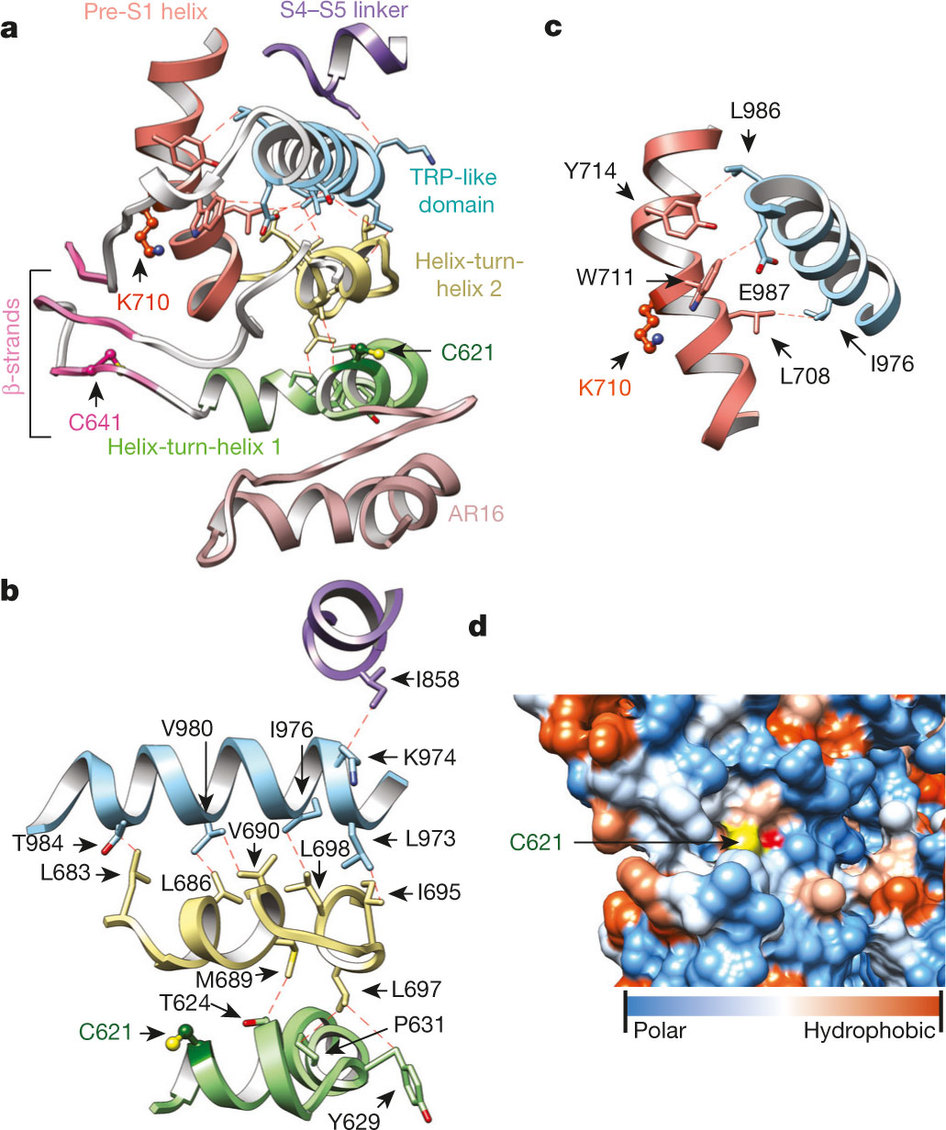 a
Pre-S1 helix
S4–S5 linker
TRP-like
domain
Helix-turn-
helix 2
K710
β-strands
C621
C641
Helix-turn-helix 1
AR16
b
I858
V980
I976
K974
T984
V690
L698
L973
L683
L686
I695
M689
L697
T624
C621
P631
Y629
c
L986
Y714
W711
E987
K710
L708
I976
d
C621
Polar
Hydrophobic